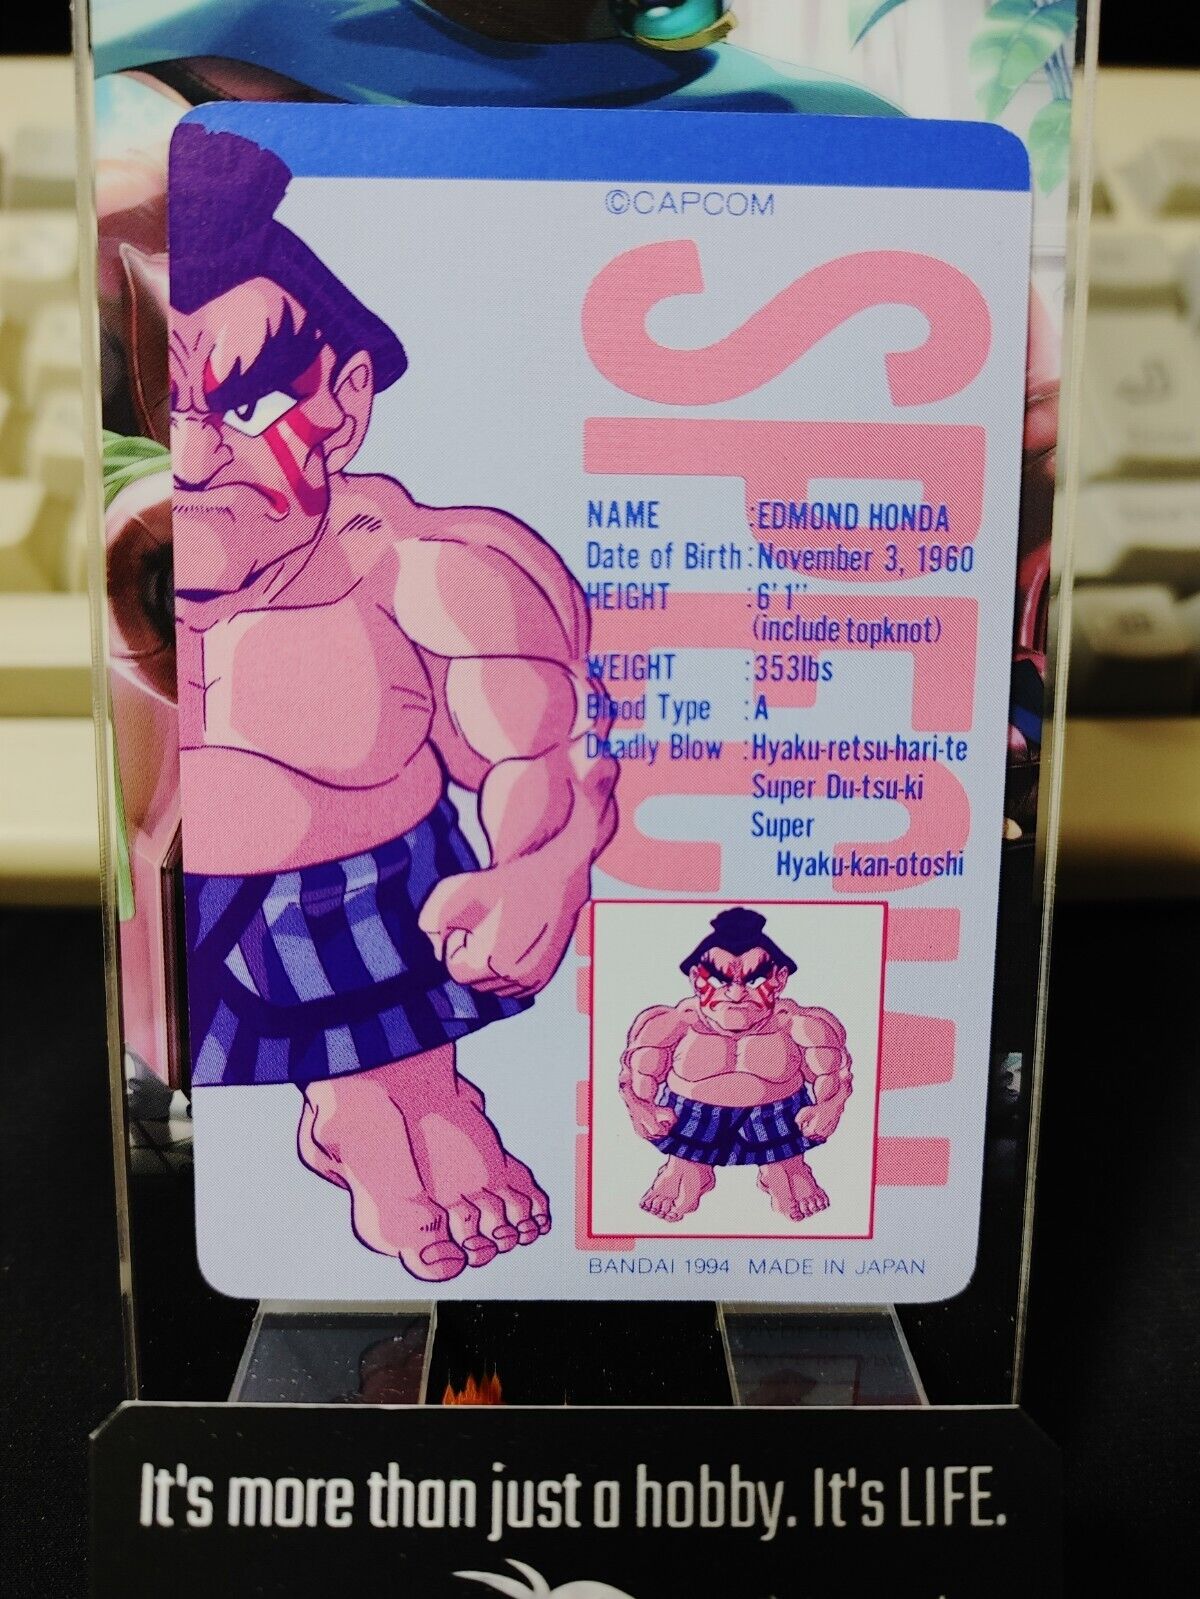 ©CAPCOM
SPECIAL
NAME :EDMOND HONDA
Date of Birth:November 3, 1960
HEIGHT :6'1"
(include topknot)
WEIGHT :353lbs
Blood Type :A
Deadly Blow :Hyaku-retsu-hari-te
Super Du-tsu-ki
Super
Hyaku-kan-otoshi
BANDAI 1994 MADE IN JAPAN
It's more than just a hobby. It's LIFE.